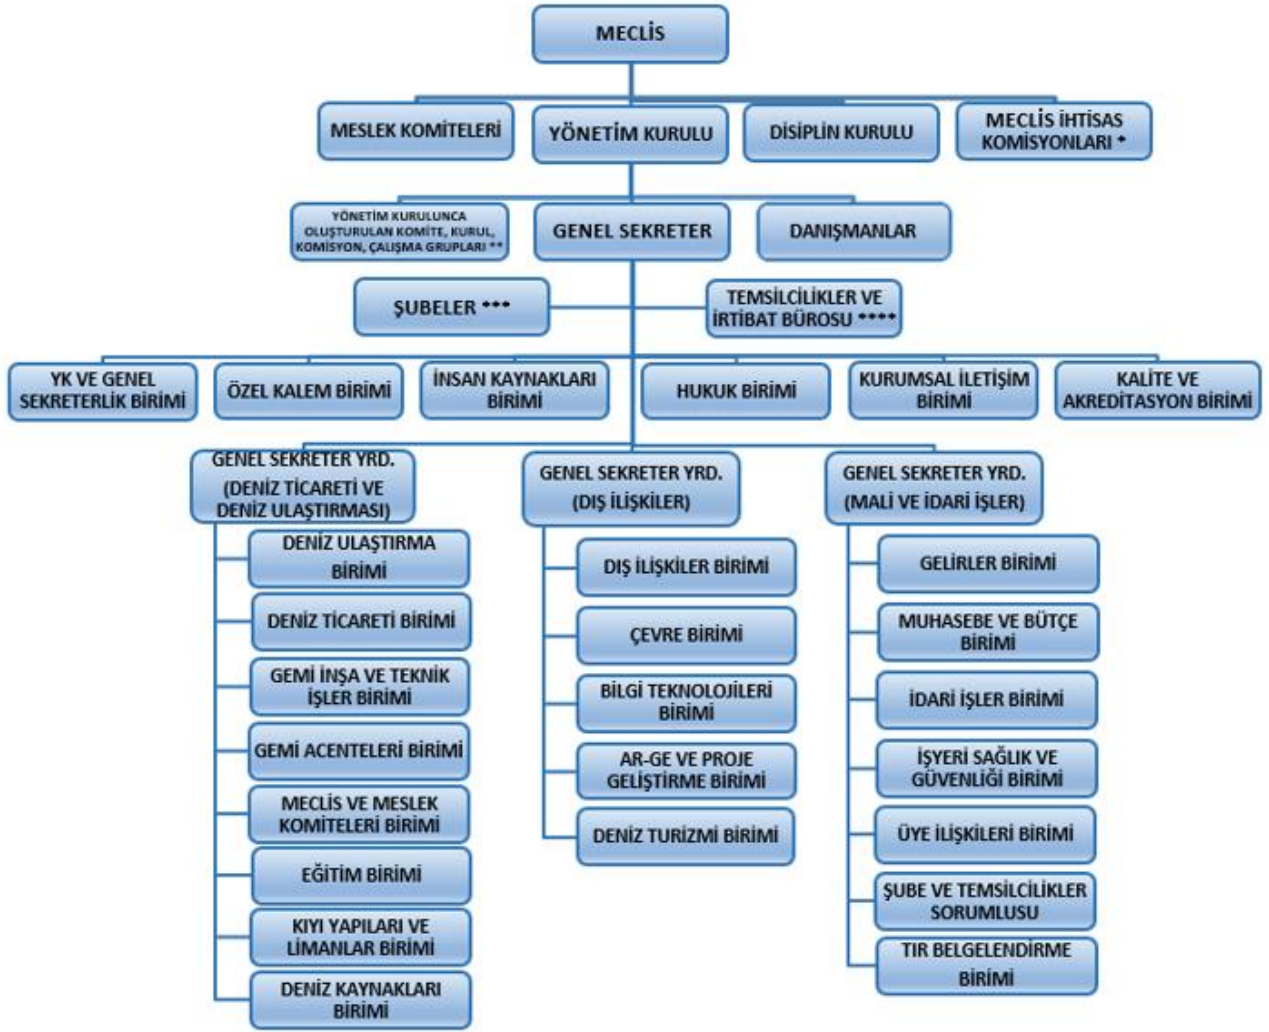 MECLİS
MESLEK KOMİTELERİ
YÖNETİM KURULU
DİSİPLİN KURULU
MECLİS İHTİSAS
KOMİSYONLARI *
YÖNETİM KURULUNCA
OLUŞTURULAN KOMİTE, KURUL,
KOMİSYON, ÇALIŞMA GRUPLARI **
GENEL SEKRETER
DANIŞMANLAR
ŞUBELER ***
TEMSİLCİLİKLER VE
İRTİBAT BÜROSU ****
YK VE GENEL
SEKRETERLİK BİRİMİ
ÖZEL KALEM BİRİMİ
İNSAN KAYNAKLARI
BİRİMİ
HUKUK BİRİMİ
KURUMSAL İLETİŞİM
BİRİMİ
KALİTE VE
AKREDİTASYON BİRİMİ
GENEL SEKRETER YRD.
(DENİZ TİCARETİ VE
DENİZ ULAŞTIRMASI)
DENİZ ULAŞTIRMA
BİRİMİ
DENİZ TİCARETİ BİRİMİ
GEMİ İNŞA VE TEKNİK
İŞLER BİRİMİ
GEMİ ACENTELERİ BİRİMİ
MECLİS VE MESLEK
KOMİTELERİ BİRİMİ
EĞİTİM BİRİMİ
KIYI YAPILARI VE
LİMANLAR BİRİMİ
DENİZ KAYNAKLARI
BİRİMİ
GENEL SEKRETER YRD.
(DIŞ İLİŞKİLER)
DIŞ İLİŞKİLER BİRİMİ
ÇEVRE BİRİMİ
BİLGİ TEKNOLOJİLERİ
BİRİMİ
AR-GE VE PROJE
GELİŞTİRME BİRİMİ
DENİZ TURİZMİ BİRİMİ
GENEL SEKRETER YRD.
(MALİ VE İDARİ İŞLER)
GELİRLER BİRİMİ
MUHASEBE VE BÜTÇE
BİRİMİ
İDARİ İŞLER BİRİMİ
İŞYERİ SAĞLIK VE
GÜVENLİĞİ BİRİMİ
ÜYE İLİŞKİLERİ BİRİMİ
ŞUBE VE TEMSİLCİLİKLER
SORUMLUSU
TIR BELGELENDİRME
BİRİMİ